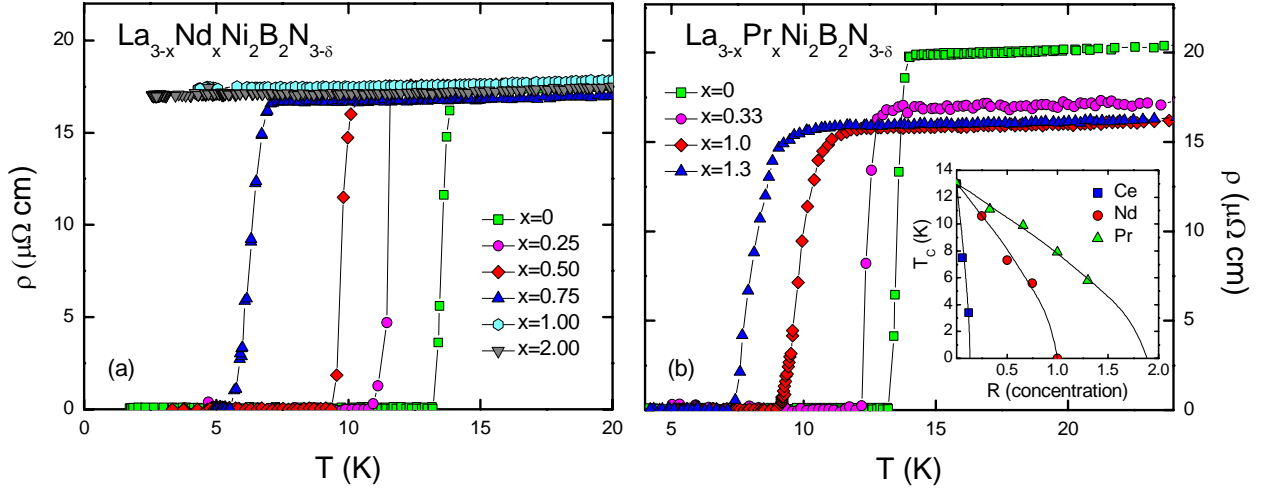 La3-xNdxNi2B2N3-δ
ρ (μΩ cm)
20
15
10
5
0
x=0
x=0.25
x=0.50
x=0.75
x=1.00
x=2.00
(a)
0
5
10
15
20
T (K)
La3-xPrxNi2B2N3-δ
x=0
x=0.33
x=1.0
x=1.3
(b)
5
10
15
20
T (K)
20
15
10
5
0
ρ (μΩ cm)
14
12
10
8
6
4
2
0
TC (K)
Ce
Nd
Pr
0.5
1.0
1.5
2.0
R (concentration)